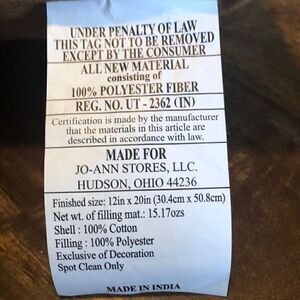 UNDER PENALTY OF LAW
THIS TAG NOT TO BE REMOVED
EXCEPT BY THE CONSUMER
ALL NEW MATERIAL
consisting of
100% POLYESTER FIBER
REG. NO. UT - 2362 (IN)
Certification is made by the manufacturer
that the materials in this article are
described in accordance with law.
MADE FOR
JO-ANN STORES, LLC.
HUDSON, OHIO 44236
Finished size: 12in x 20in (30.4cm x 50.8cm)
Net wt. of filling mat.: 15.17ozs
Shell : 100% Cotton
Filling : 100% Polyester
Exclusive of Decoration
Spot Clean Only
MADE IN INDIA